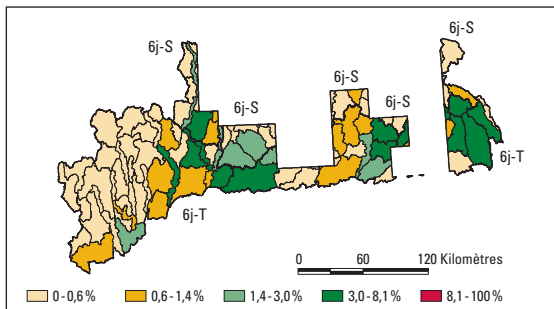 6j-S
6j-S
6j-S
6j-S
6j-T
6j-T
0 60 120 Kilomètres
0 - 0,6 % 0,6 - 1,4 % 1,4 - 3,0 % 3,0 - 8,1 % 8,1 - 100 %